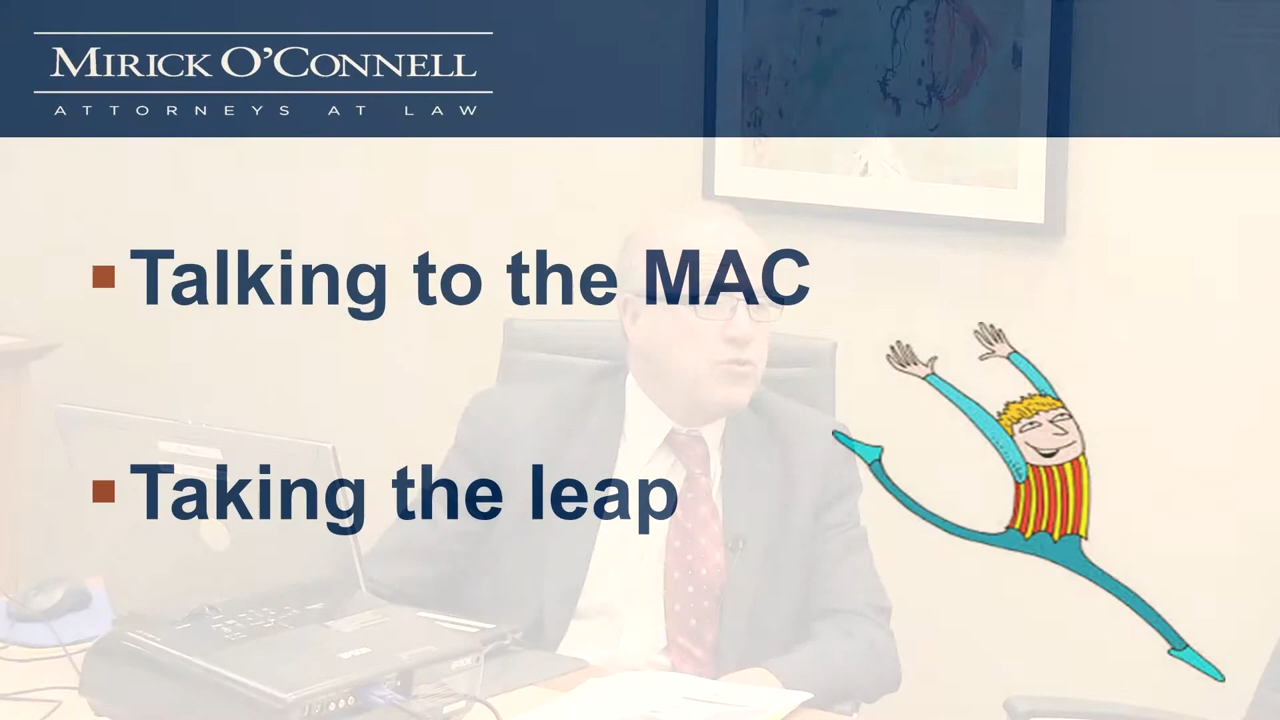 MIRICK O'CONNELL
ATTORNEYS AT LAW
Talking to the MAC
Taking the leap